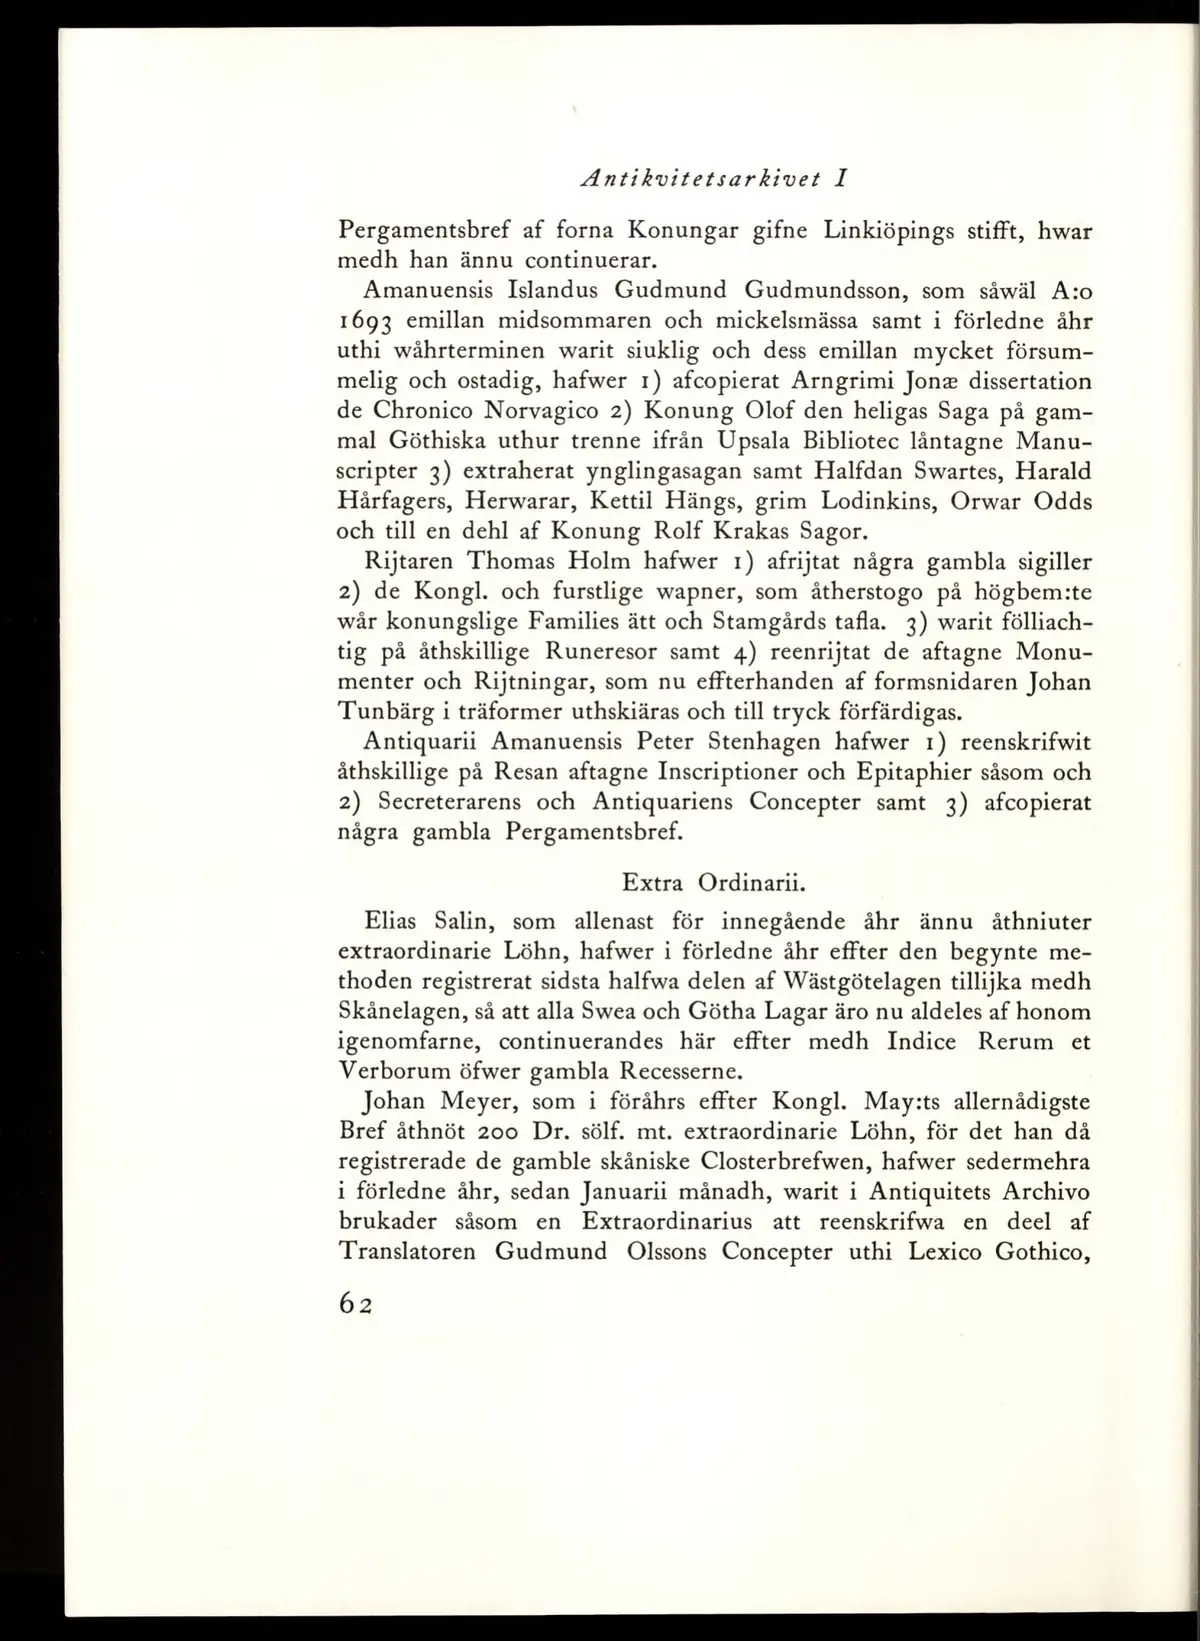 Antikvitetsarkivet I
Pergamentsbref af forna Konungar gifne Linkiöpings stifft, hwar
medh han ännu continuerar.
Amanuensis Islandus Gudmund Gudmundsson, som såwäl A:o
1693 emillan midsommaren och mickelsmässa samt i förledne åhr
uthi wåhrterminen warit siuklig och dess emillan mycket försum-
melig och ostadig, hafwer 1) afcopierat Arngrimi Jonæ dissertation
de Chronico Norvagico 2) Konung Olof den heligas Saga på gam-
mal Göthiska uthur trenne ifrån Upsala Bibliotec låntagne Manu-
scripter 3) extraherat ynglingasagan samt Halfdan Swartes, Harald
Hårfagers, Herwarar, Kettil Hängs, grim Lodinkins, Orwar Odds
och till en dehl af Konung Rolf Krakas Sagor.
Rijtaren Thomas Holm hafwer 1) afrijtat några gambla sigiller
2) de Kongl. och furstlige wapner, som åtherstogo på högbem:te
wår konungslige Families ätt och Stamgårds tafla. 3) warit fölliach-
tig på åthskillige Runeresor samt 4) reenrijtat de aftagne Monu-
menter och Rijtningar, som nu effterhanden af formsnidaren Johan
Tunbärg i träformer uthskiäras och till tryck förfärdigas.
Antiquarii Amanuensis Peter Stenhagen hafwer 1) reenskrifwit
åthskillige på Resan aftagne Inscriptioner och Epitaphier såsom och
2) Secreterarens och Antiquariens Concepter samt 3) afcopierat
några gambla Pergamentsbref.
Extra Ordinarii.
Elias Salin, som allenast för innegående åhr ännu åthniuter
extraordinarie Löhn, hafwer i förledne åhr effter den begynte me-
thoden registrerat sidsta halfwa delen af Wästgötelagen tillijka medh
Skånelagen, så att alla Swea och Götha Lagar äro nu aldeles af honom
igenomfarne, continuerandes här effter medh Indice Rerum et
Verborum öfwer gambla Recesserne.
Johan Meyer, som i föråhrs effter Kongl. May:ts allernådigste
Bref åthnöt 200 Dr. sölf. mt. extraordinarie Löhn, för det han då
registrerade de gamble skåniske Closterbrefwen, hafwer sedermehra
i förledne åhr, sedan Januarii månadh, warit i Antiquitets Archivo
brukader såsom en Extraordinarius att reenskrifwa en deel af
Translatoren Gudmund Olssons Concepter uthi Lexico Gothico,
62